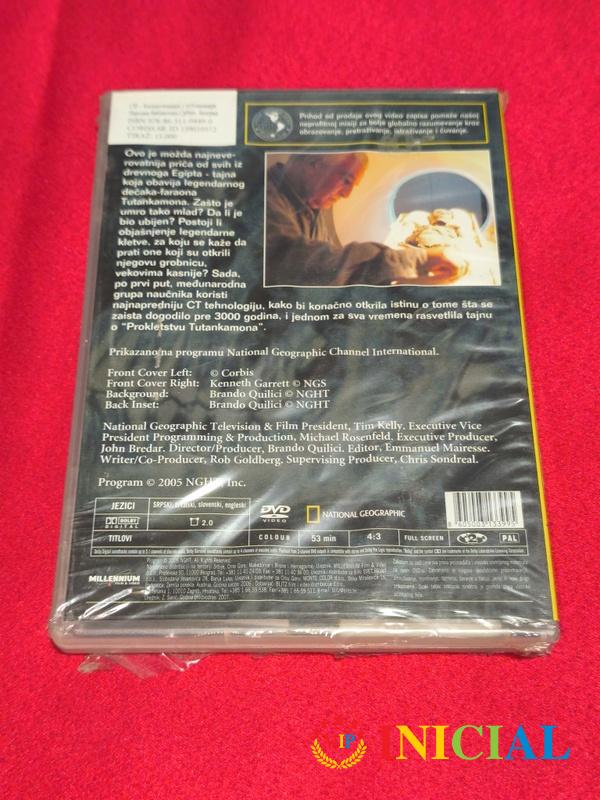 TIRAŽ: 15.000
Prihod od prodaje ovog video zapisa pomaže našoj
neprofitnoj misiji za bolje globalno razumevanje kroz
obrazovanje, pretraživanje, istraživanje i čuvanje.
Ovo je možda najneve-
rovatnija priča od svih iz
drevnoga Egipta - tajna
koja obavija legendarnog
dečaka-faraona
Tutankamona. Zašto je
umro tako mlad? Da li je
bio ubijen? Postoji li
objašnjenje legendarne
kletve, za koju se kaže da
prati one koji su otkrili
njegovu grobnicu,
vekovima kasnije? Sada,
po prvi put, međunarodna
grupa naučnika koristi
najnapredniju CT tehnologiju, kako bi konačno otkrila istinu o tome šta se
zaista dogodilo pre 3000 godina, i jednom za sva vremena rasvetlila tajnu
o “Prokletstvu Tutankamona”.
Prikazano na programu National Geographic Channel International.
Front Cover Left: © Corbis
Front Cover Right: Kenneth Garrett © NGS
Background: Brando Quilici © NGHT
Back Inset: Brando Quilici © NGHT
National Geographic Television & Film President, Tim Kelly. Executive Vice
President Programming & Production, Michael Rosenfeld. Executive Producer,
John Bredar. Director/Producer, Brando Quilici. Editor, Emmanuel Mairesse.
Writer/Co-Producer, Rob Goldberg. Supervising Producer, Chris Sondreal.
Program © 2005 NGHT, Inc.
JEZICI SRPSKI, hrvatski, slovenski, engleski
DOLBY DIGITAL 2.0 DVD VIDEO NATIONAL GEOGRAPHIC
TITLOVI COLOUR 53 min 4:3 FULL SCREEN PAL
MILLENNIUM
FILM & VIDEO
IP INICIAL